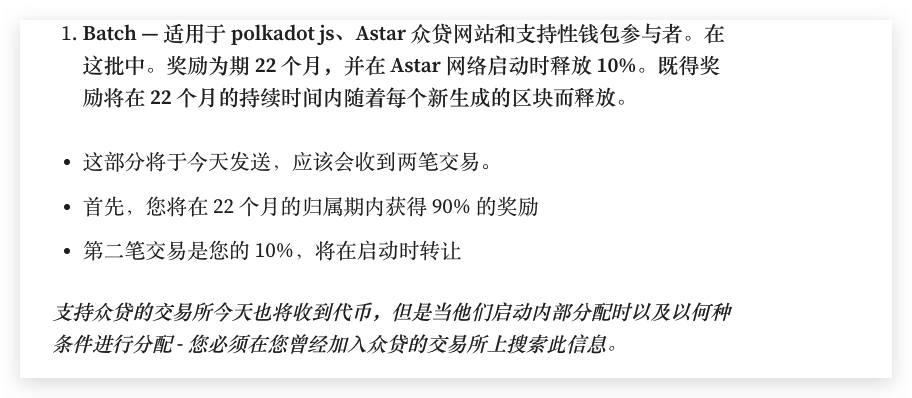 1. Batch — 适用于 polkadot js、Astar 众贷网站和支持性钱包参与者。在
这批中。奖励为期 22 个月，并在 Astar 网络启动时释放 10%。既得奖
励将在 22 个月的持续时间内随着每个新生成的区块而释放。
• 这部分将于今天发送，应该会收到两笔交易。
• 首先，您将在 22 个月的归属期内获得 90% 的奖励
• 第二笔交易是您的 10%，将在启动时转让
支持众贷的交易所今天也将收到代币，但是当他们启动内部分配时以及以何种
条件进行分配 - 您必须在您曾经加入众贷的交易所上搜索此信息。